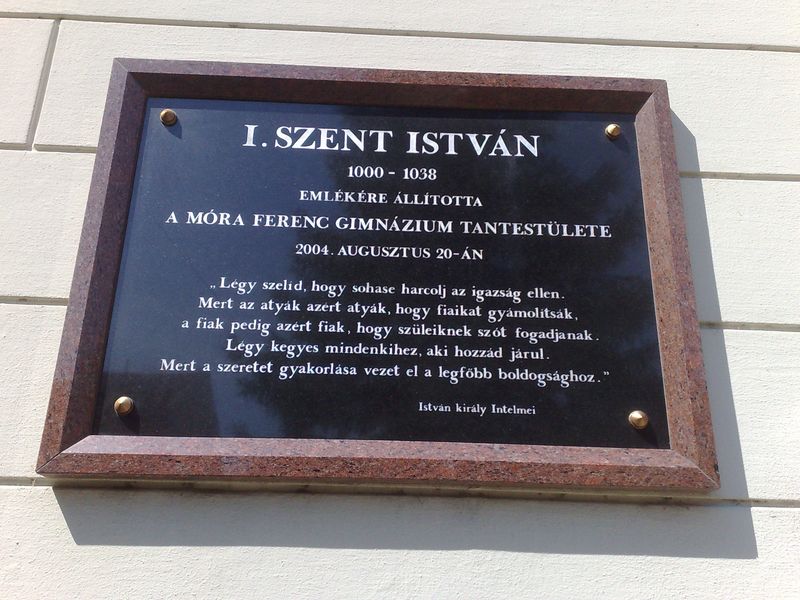 I. SZENT ISTVÁN
1000 - 1038
EMLÉKÉRE ÁLLÍTOTTA
A MÓRA FERENC GIMNÁZIUM TANTESTÜLETE
2004. AUGUSZTUS 20-ÁN
„Légy szelíd, hogy sohase harcolj az igazság ellen.
Mert az atyák azért atyák, hogy fiaikat gyámolítsák,
a fiak pedig azért fiak, hogy szüleiknek szót fogadjanak.
Légy kegyes mindenkihez, aki hozzád járul.
Mert a szeretet gyakorlása vezet el a legfőbb boldogsághoz.”
István király Intelmei